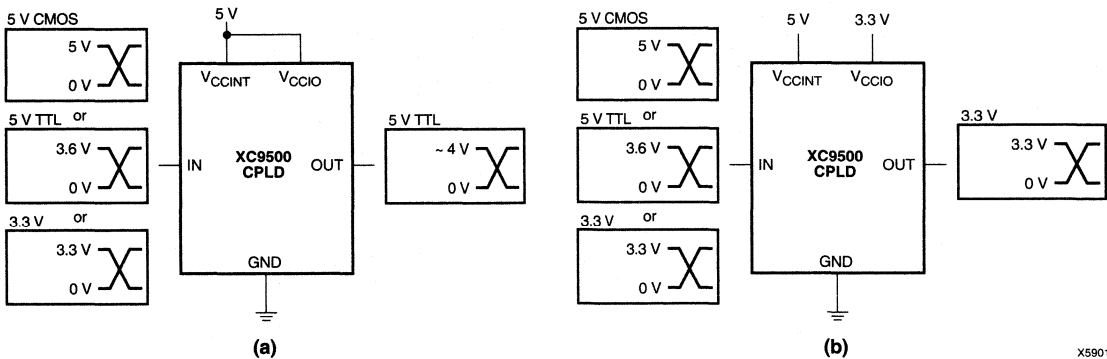 5 V CMOS
5 V
0 V
or
5 V TTL
3.6 V
0 V
or
3.3 V
3.3 V
0 V
5 V
VCCINT VCCIO
IN
XC9500
CPLD
OUT
GND
5 V TTL
~ 4 V
0 V
(a)
5 V CMOS
5 V
0 V
or
5 V TTL
3.6 V
0 V
or
3.3 V
3.3 V
0 V
5 V 3.3 V
VCCINT VCCIO
IN
XC9500
CPLD
OUT
GND
3.3 V
3.3 V
0 V
(b)
X5901